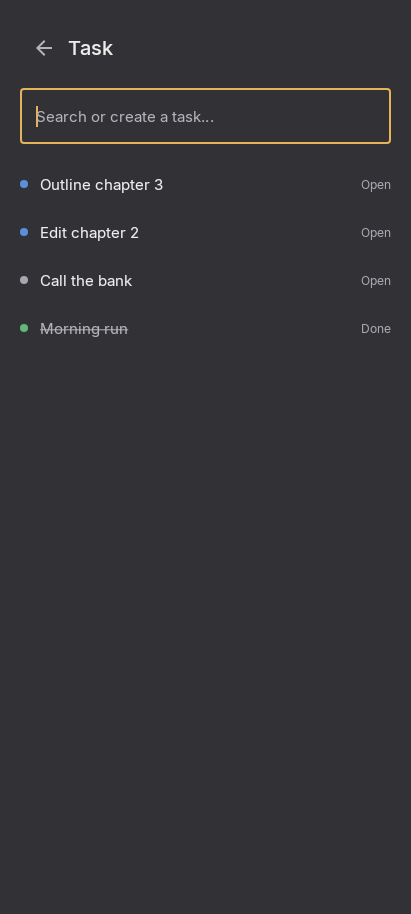 Task
Search or create a task...
Outline chapter 3 Open
Edit chapter 2 Open
Call the bank Open
Morning run Done